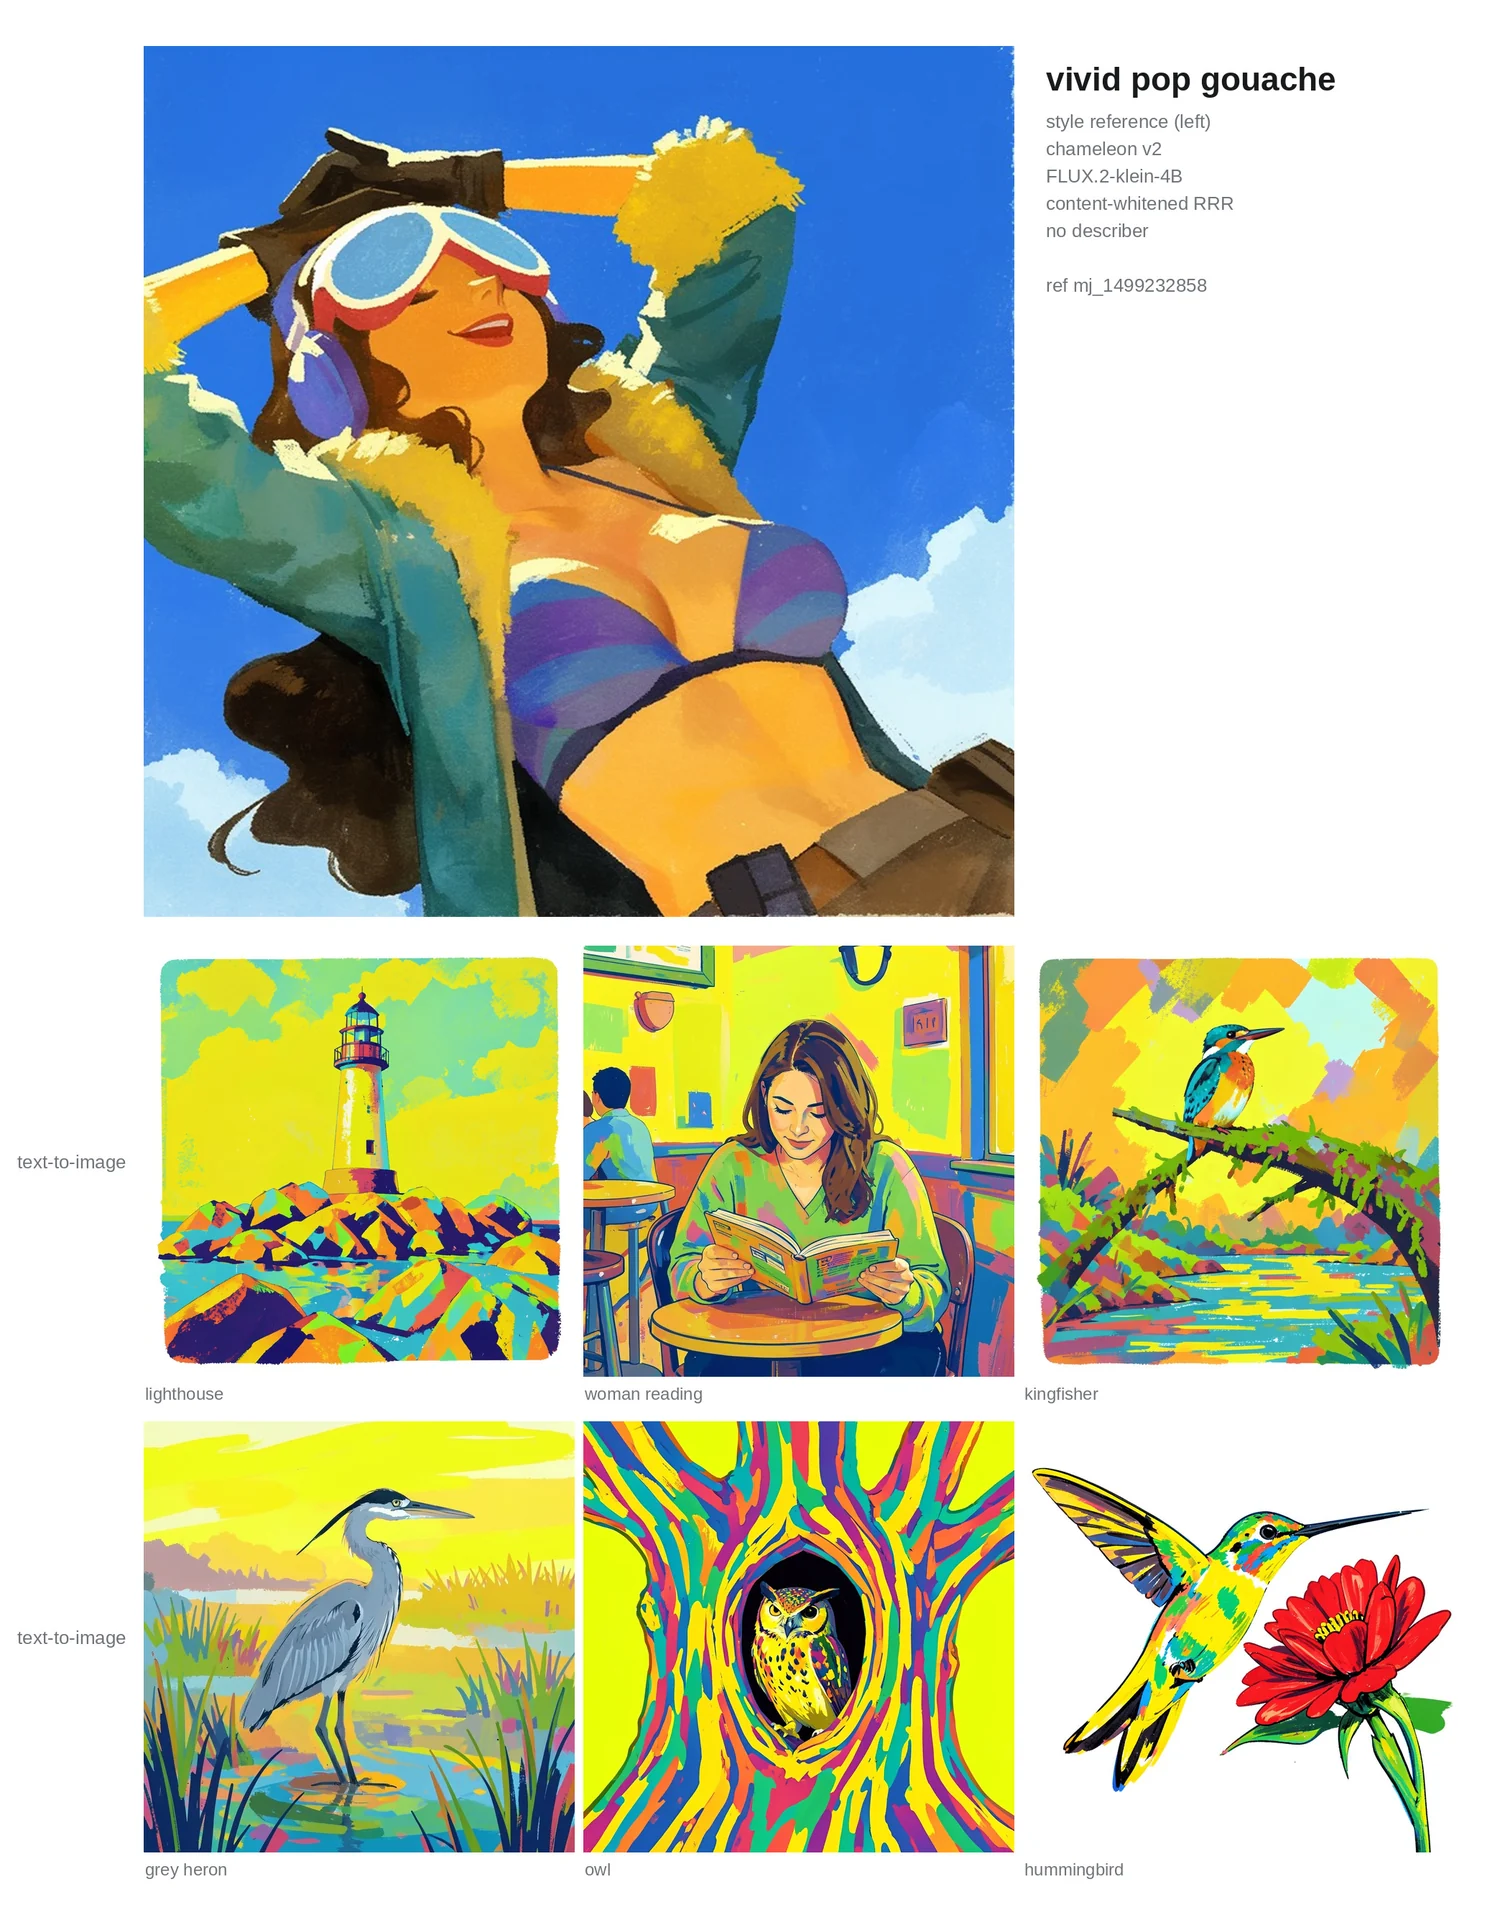 vivid pop gouache
style reference (left)
chameleon v2
FLUX.2-klein-4B
content-whitened RRR
no describer
ref mj_1499232858
text-to-image
lighthouse
woman reading
kingfisher
text-to-image
grey heron
owl
hummingbird